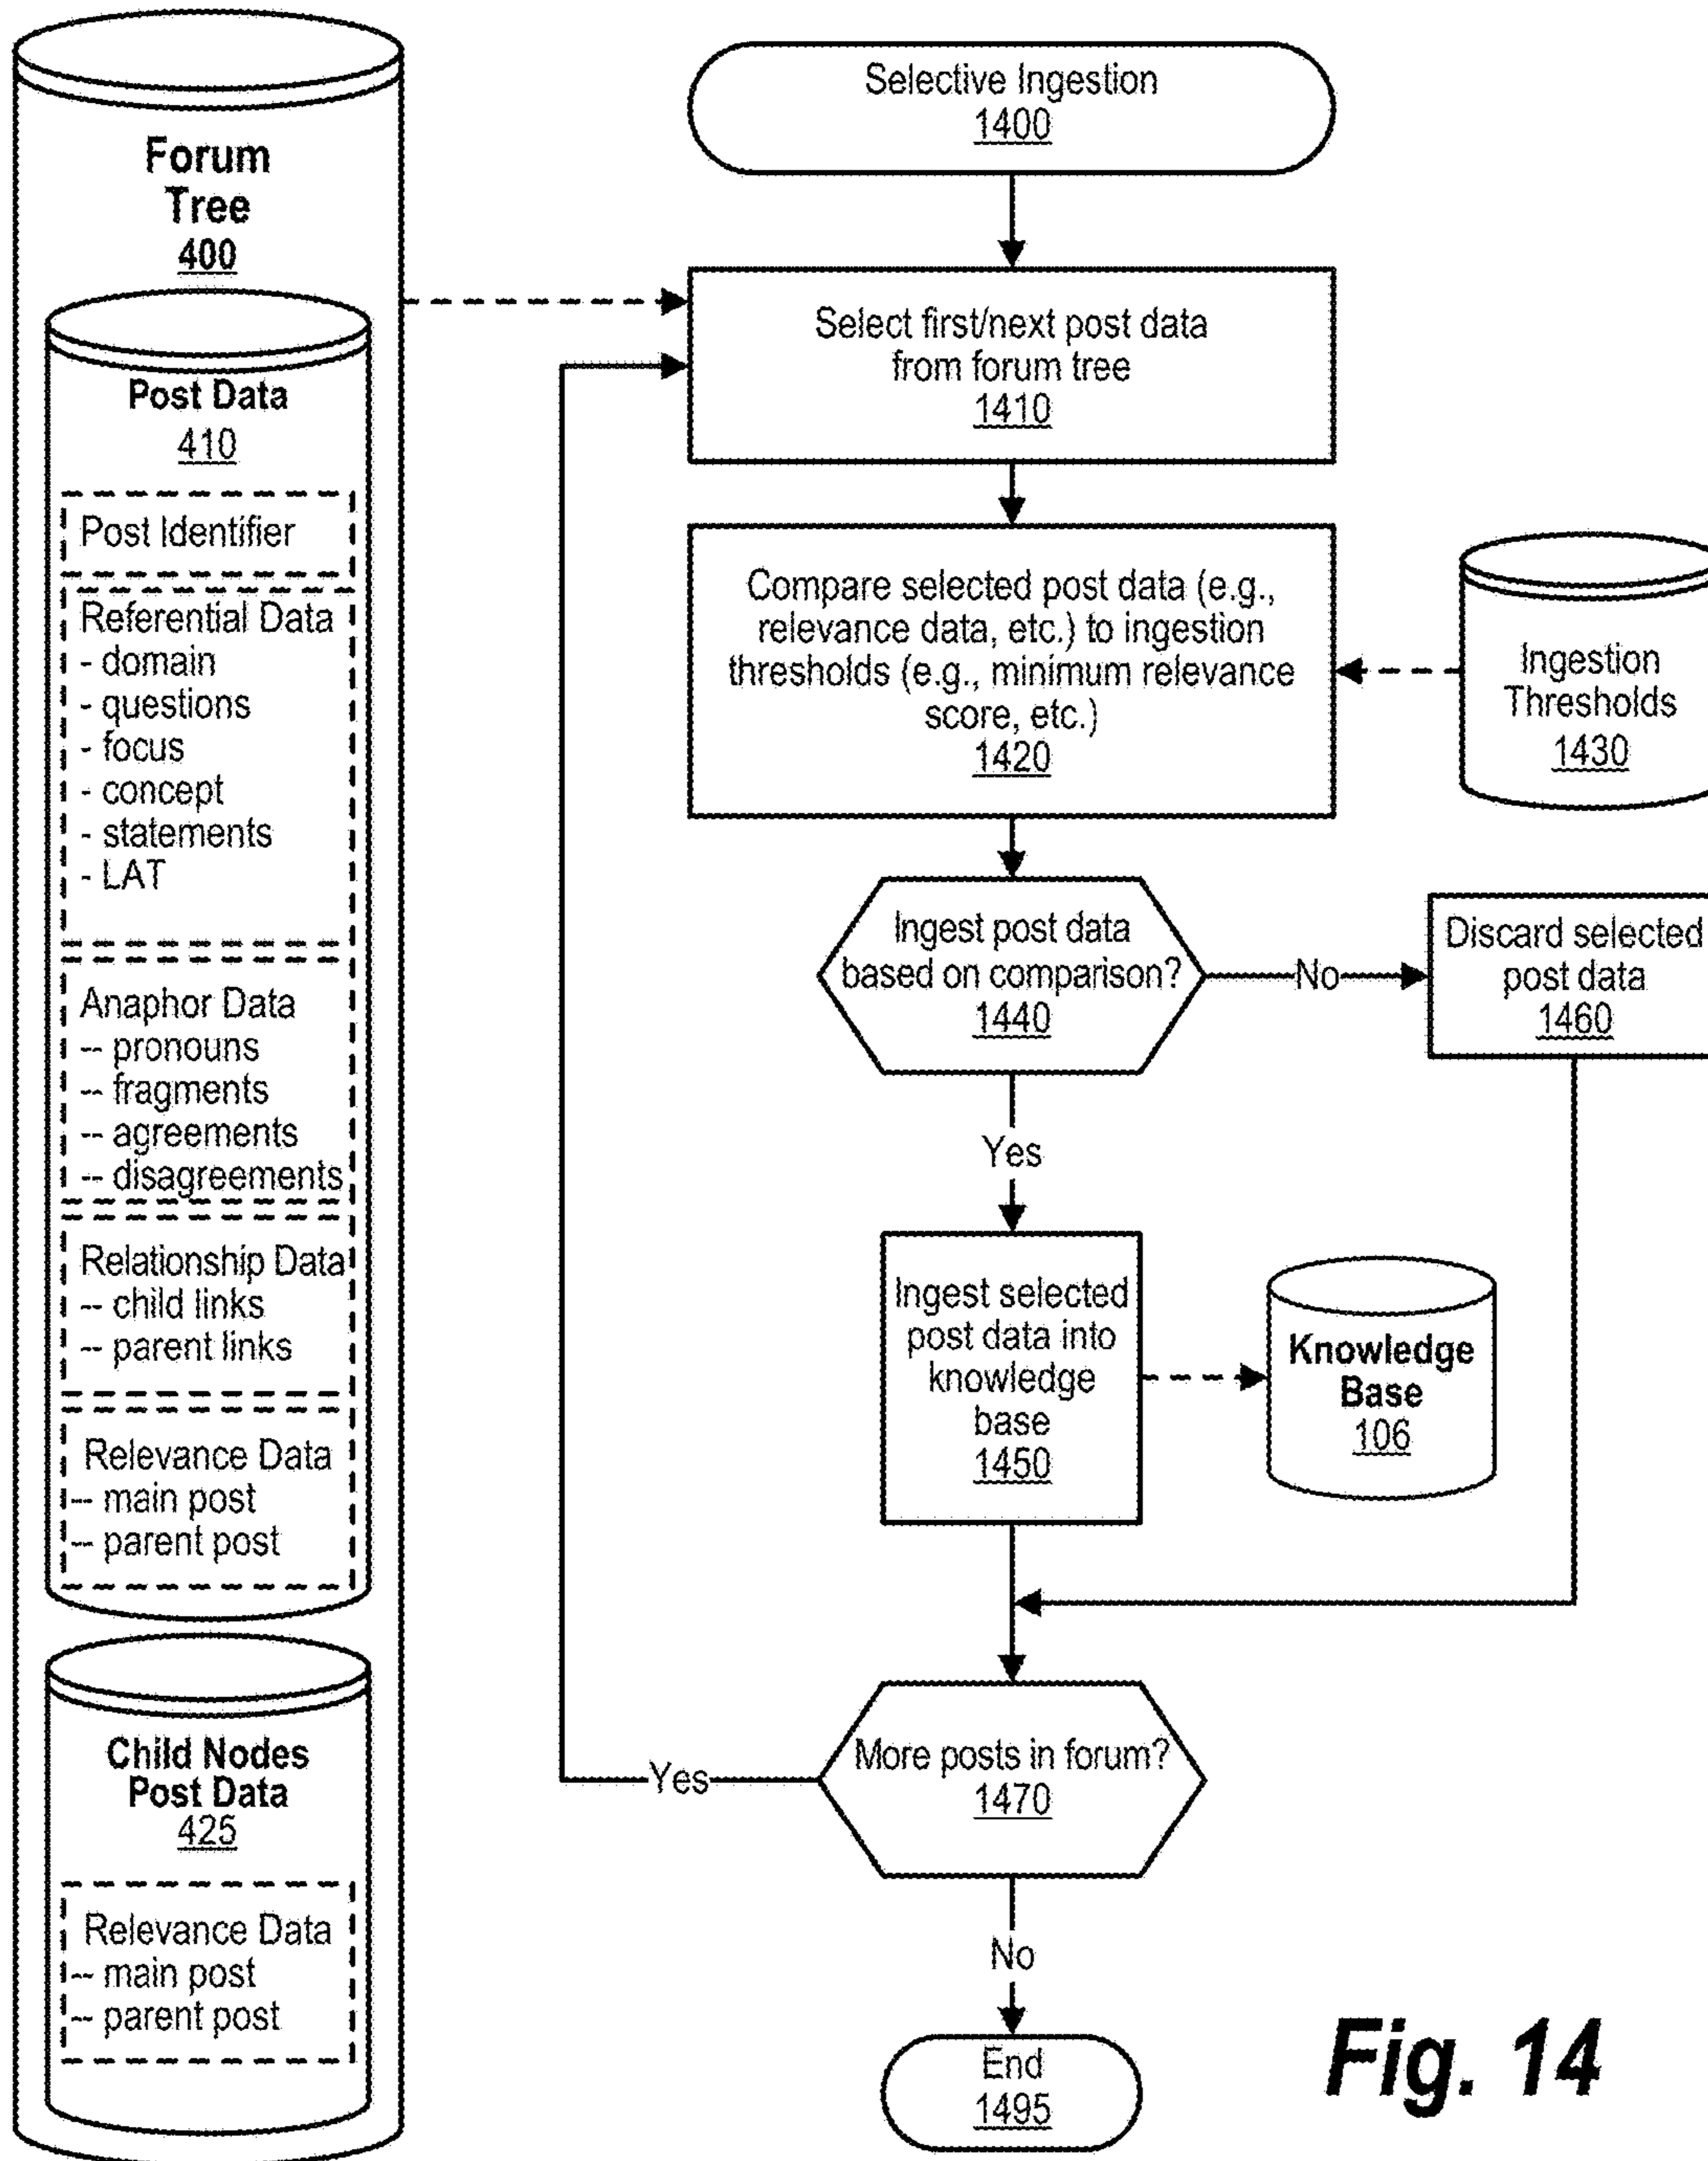 Forum
Tree
400
Post Data
410
Post Identifier
Referential Data
- domain
- questions
- focus
- concept
- statements
- LAT
Anaphor Data
-- pronouns
-- fragments
-- agreements
-- disagreements
Relationship Data
-- child links
-- parent links
Relevance Data
-- main post
-- parent post
Child Nodes
Post Data
425
Relevance Data
-- main post
-- parent post
Selective Ingestion
1400
Select first/next post data
from forum tree
1410
Compare selected post data (e.g.,
relevance data, etc.) to ingestion
thresholds (e.g., minimum relevance
score, etc.)
1420
Ingestion
Thresholds
1430
Ingest post data
based on comparison?
1440
No
Discard selected
post data
1460
Yes
Ingest selected
post data into
knowledge
base
1450
Knowledge
Base
106
More posts in forum?
1470
Yes
No
End
1495
Fig. 14